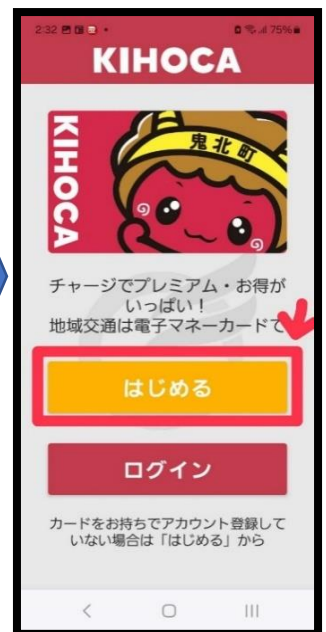 2:32
75%
KIHOCA
KIHOCA
鬼北町
チャージでプレミアム・お得が
いっぱい！
地域交通は電子マネーカードで
はじめる
ログイン
カードをお持ちでアカウント登録して
いない場合は「はじめる」から